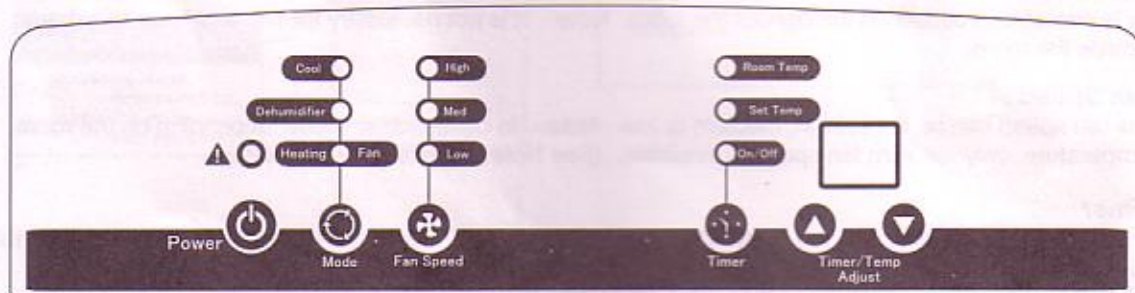 Cool High Room Temp
Dehumidifier Med Set Temp
Heating Fan Low On/Off
Power
Mode Fan Speed Timer Timer/Temp
Adjust